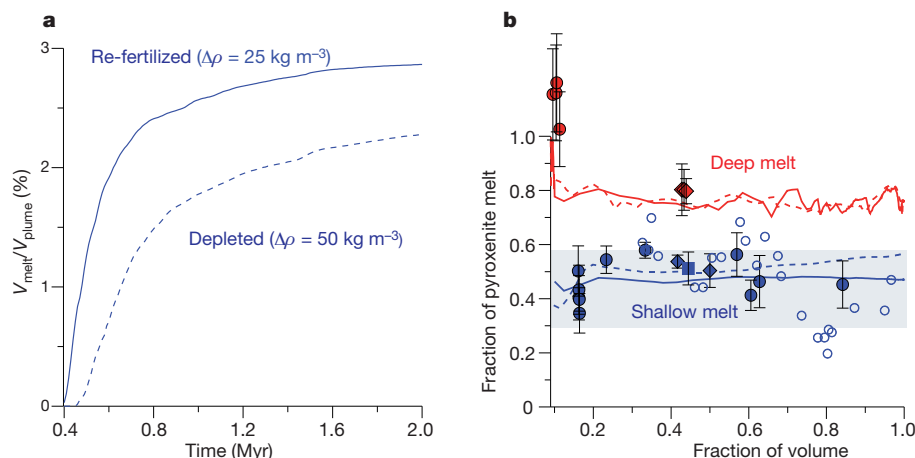 a
Re-fertilized (Δρ = 25 kg m⁻³)
Depleted (Δρ = 50 kg m⁻³)
V_melt/V_plume (%)
3
2
1
0
0.4
0.8
1.2
1.6
2.0
Time (Myr)
b
Deep melt
Shallow melt
Fraction of pyroxenite melt
1.0
0.8
0.6
0.4
0.2
0
0.2
0.4
0.6
0.8
1.0
Fraction of volume